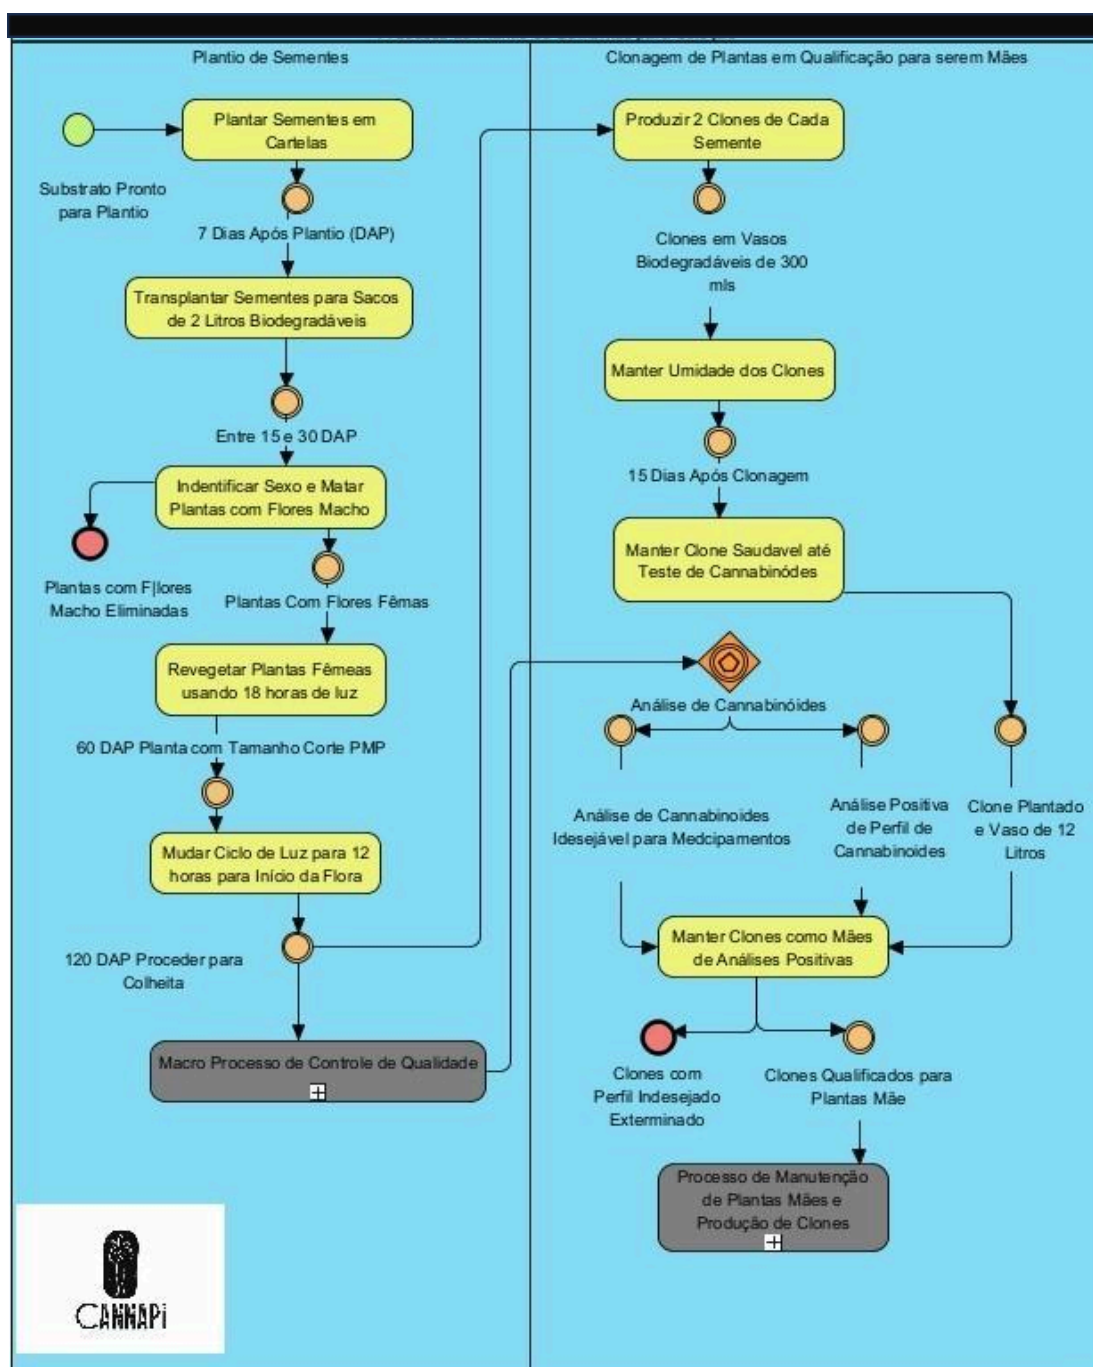 Plantio de Sementes
Plantar Sementes em
Cartelas
Substrato Pronto
para Plantio
7 Dias Após Plantio (DAP)
Transplantar Sementes para Sacos
de 2 Litros Biodegradáveis
Entre 15 e 30 DAP
Indentificar Sexo e Matar
Plantas com Flores Macho
Plantas com F|lores
Macho Eliminadas
Plantas Com Flores Fêmas
Revegetar Plantas Fêmeas
usando 18 horas de luz
60 DAP Planta com Tamanho Corte PMP
Mudar Ciclo de Luz para 12
horas para Início da Flora
120 DAP Proceder para
Colheita
Macro Processo de Controle de Qualidade
CANNAPi
Clonagem de Plantas em Qualificação para serem Mães
Produzir 2 Clones de Cada
Semente
Clones em Vasos
Biodegradáveis de 300
mls
Manter Umidade dos Clones
15 Dias Após Clonagem
Manter Clone Saudavel até
Teste de Cannabinódes
Análise de Cannabinóides
Análise de Cannabinoides
Idesejável para Medcipamentos
Análise Positiva
de Perfil de
Cannabinoides
Clone Plantado
e Vaso de 12
Litros
Manter Clones como Mães
de Análises Positivas
Clones com
Perfil Indesejado
Exterminado
Clones Qualificados para
Plantas Mãe
Processo de Manutenção
de Plantas Mães e
Produção de Clones